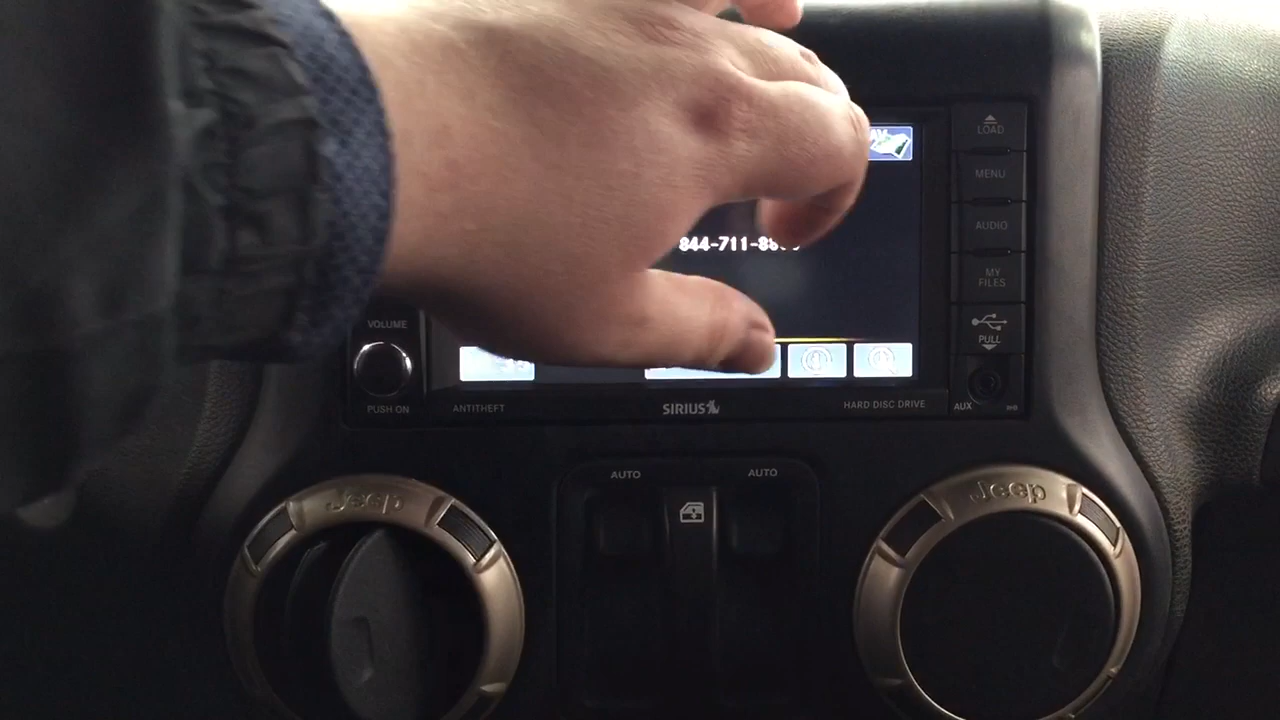 LOAD
MENU
844-711-88
AUDIO
MY
FILES
VOLUME
PULL
PUSH ON
ANTITHEFT
SIRIUS
HARD DISC DRIVE
AUX
AUTO
AUTO
Jeep
Jeep